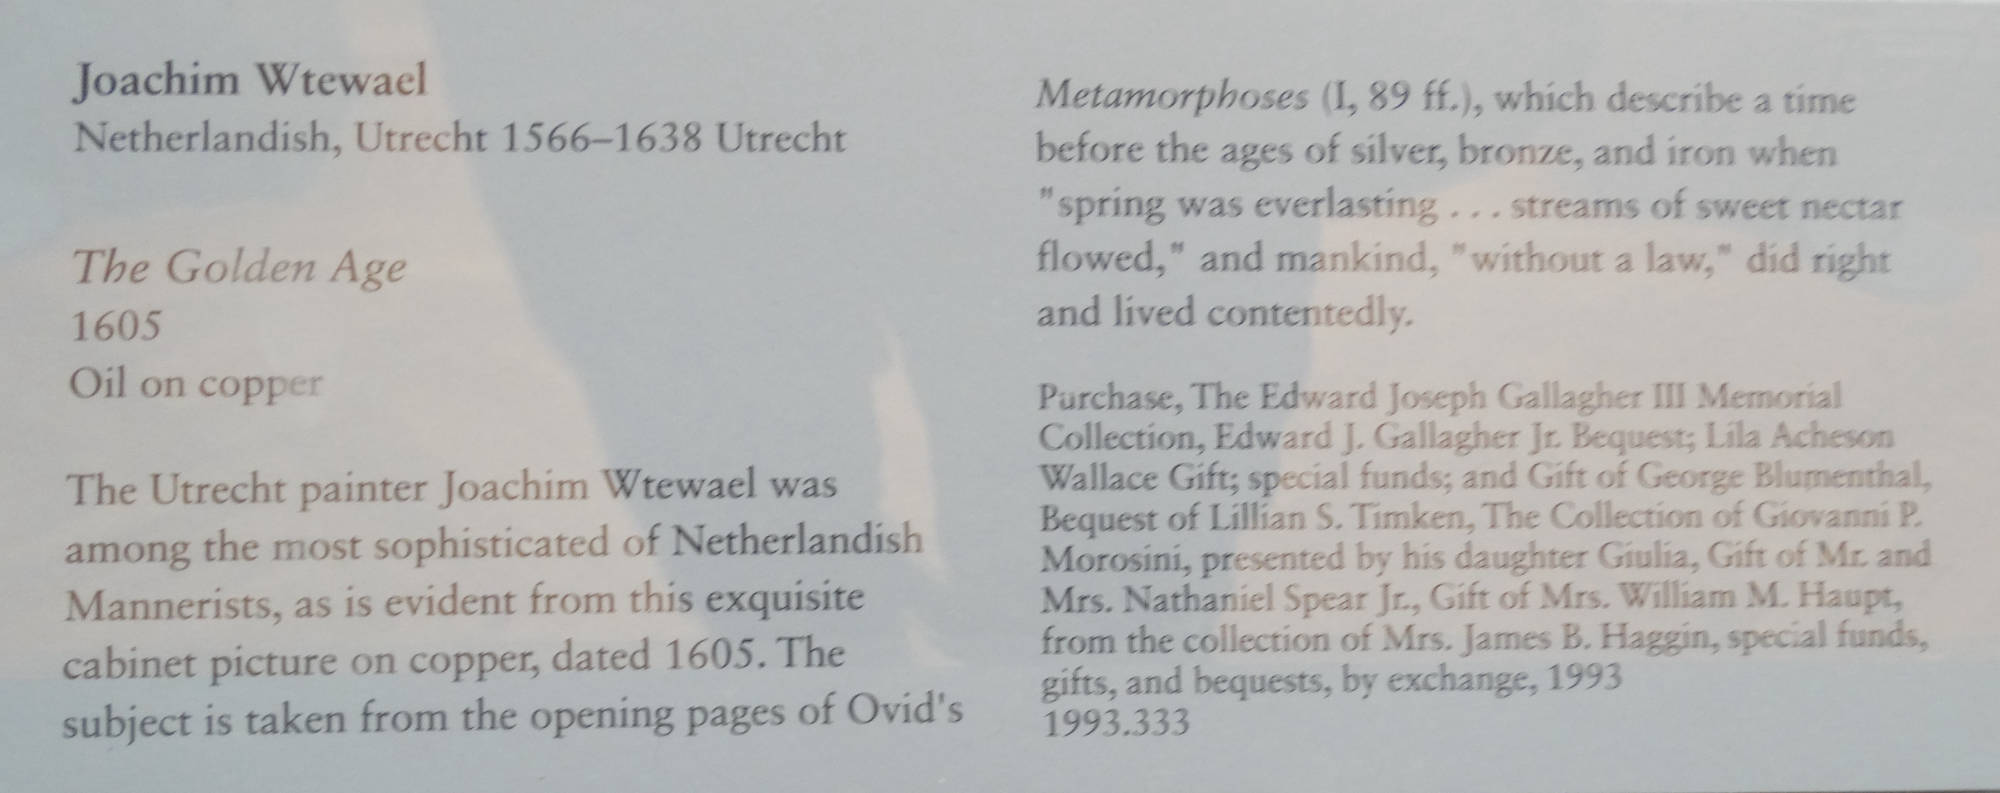 Joachim Wtewael
Netherlandish, Utrecht 1566–1638 Utrecht
The Golden Age
1605
Oil on copper
The Utrecht painter Joachim Wtewael was
among the most sophisticated of Netherlandish
Mannerists, as is evident from this exquisite
cabinet picture on copper, dated 1605. The
subject is taken from the opening pages of Ovid's
Metamorphoses (I, 89 ff.), which describe a time
before the ages of silver, bronze, and iron when
"spring was everlasting . . . streams of sweet nectar
flowed," and mankind, "without a law," did right
and lived contentedly.
Purchase, The Edward Joseph Gallagher III Memorial
Collection, Edward J. Gallagher Jr. Bequest; Lila Acheson
Wallace Gift; special funds; and Gift of George Blumenthal,
Bequest of Lillian S. Timken, The Collection of Giovanni P.
Morosini, presented by his daughter Giulia, Gift of Mr. and
Mrs. Nathaniel Spear Jr., Gift of Mrs. William M. Haupt,
from the collection of Mrs. James B. Haggin, special funds,
gifts, and bequests, by exchange, 1993
1993.333